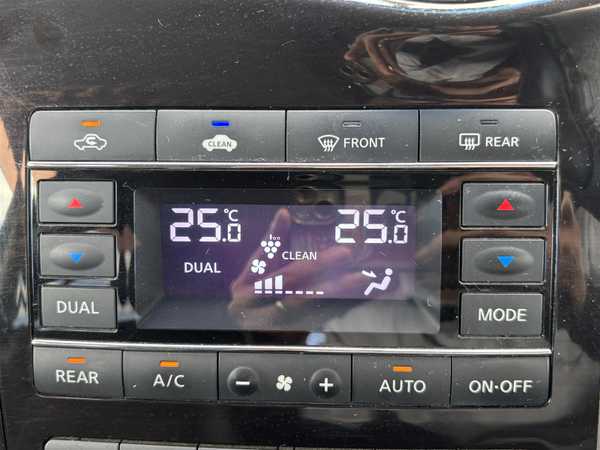 CLEAN FRONT REAR
25.0°C 25.0°C
DUAL CLEAN
DUAL MODE
REAR A/C − + AUTO ON·OFF